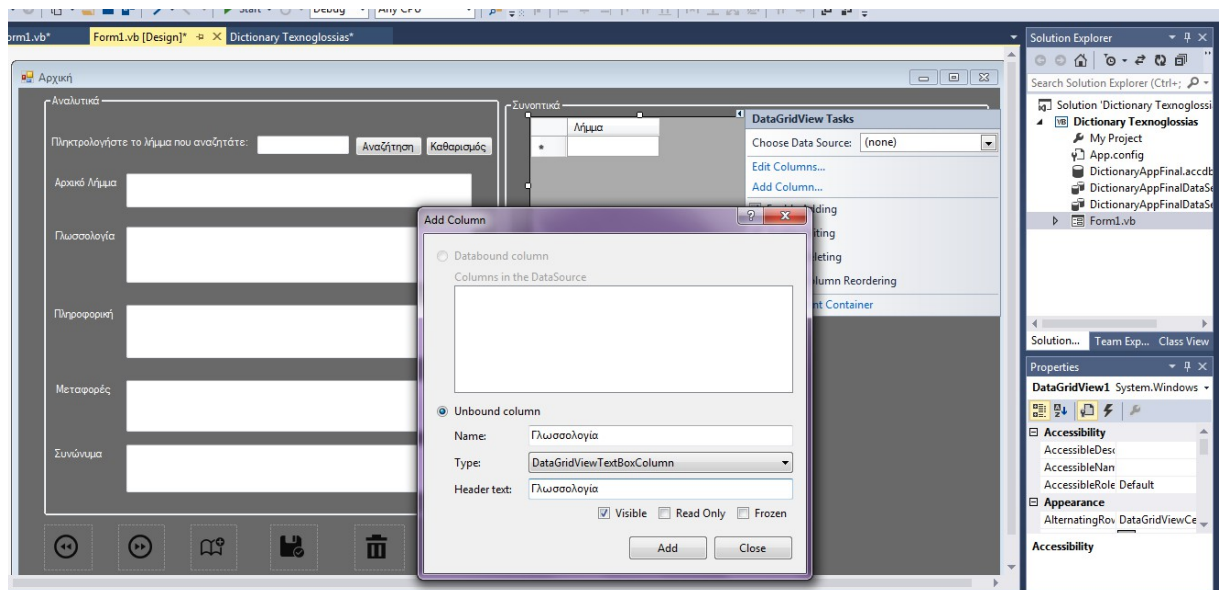 Start
Debug
Any CPU
orm1.vb*
Form1.vb [Design]*
Dictionary Texnoglossias*
Αρχική
Αναλυτικά
Πληκτρολογήστε το λήμμα που αναζητάτε:
Αναζήτηση
Καθαρισμός
Αρχικό Λήμμα
Γλωσσολογία
Πληροφορική
Μεταφορές
Συνώνυμα
Συνοπτικά
Λήμμα
DataGridView Tasks
Choose Data Source:
(none)
Edit Columns...
Add Column...
lding
iting
leting
lumn Reordering
nt Container
Add Column
Databound column
Columns in the DataSource
Unbound column
Name:
Γλωσσολογία
Type:
DataGridViewTextBoxColumn
Header text:
Γλωσσολογία
Visible
Read Only
Frozen
Add
Close
Solution Explorer
Search Solution Explorer (Ctrl+;
Solution 'Dictionary Texnoglossi
Dictionary Texnoglossias
My Project
App.config
DictionaryAppFinal.accdb
DictionaryAppFinalDataSe
DictionaryAppFinalDataSe
Form1.vb
Solution...
Team Exp...
Class View
Properties
DataGridView1 System.Windows
Accessibility
AccessibleDesc
AccessibleNan
AccessibleRole Default
Appearance
AlternatingRov DataGridViewCe
Accessibility